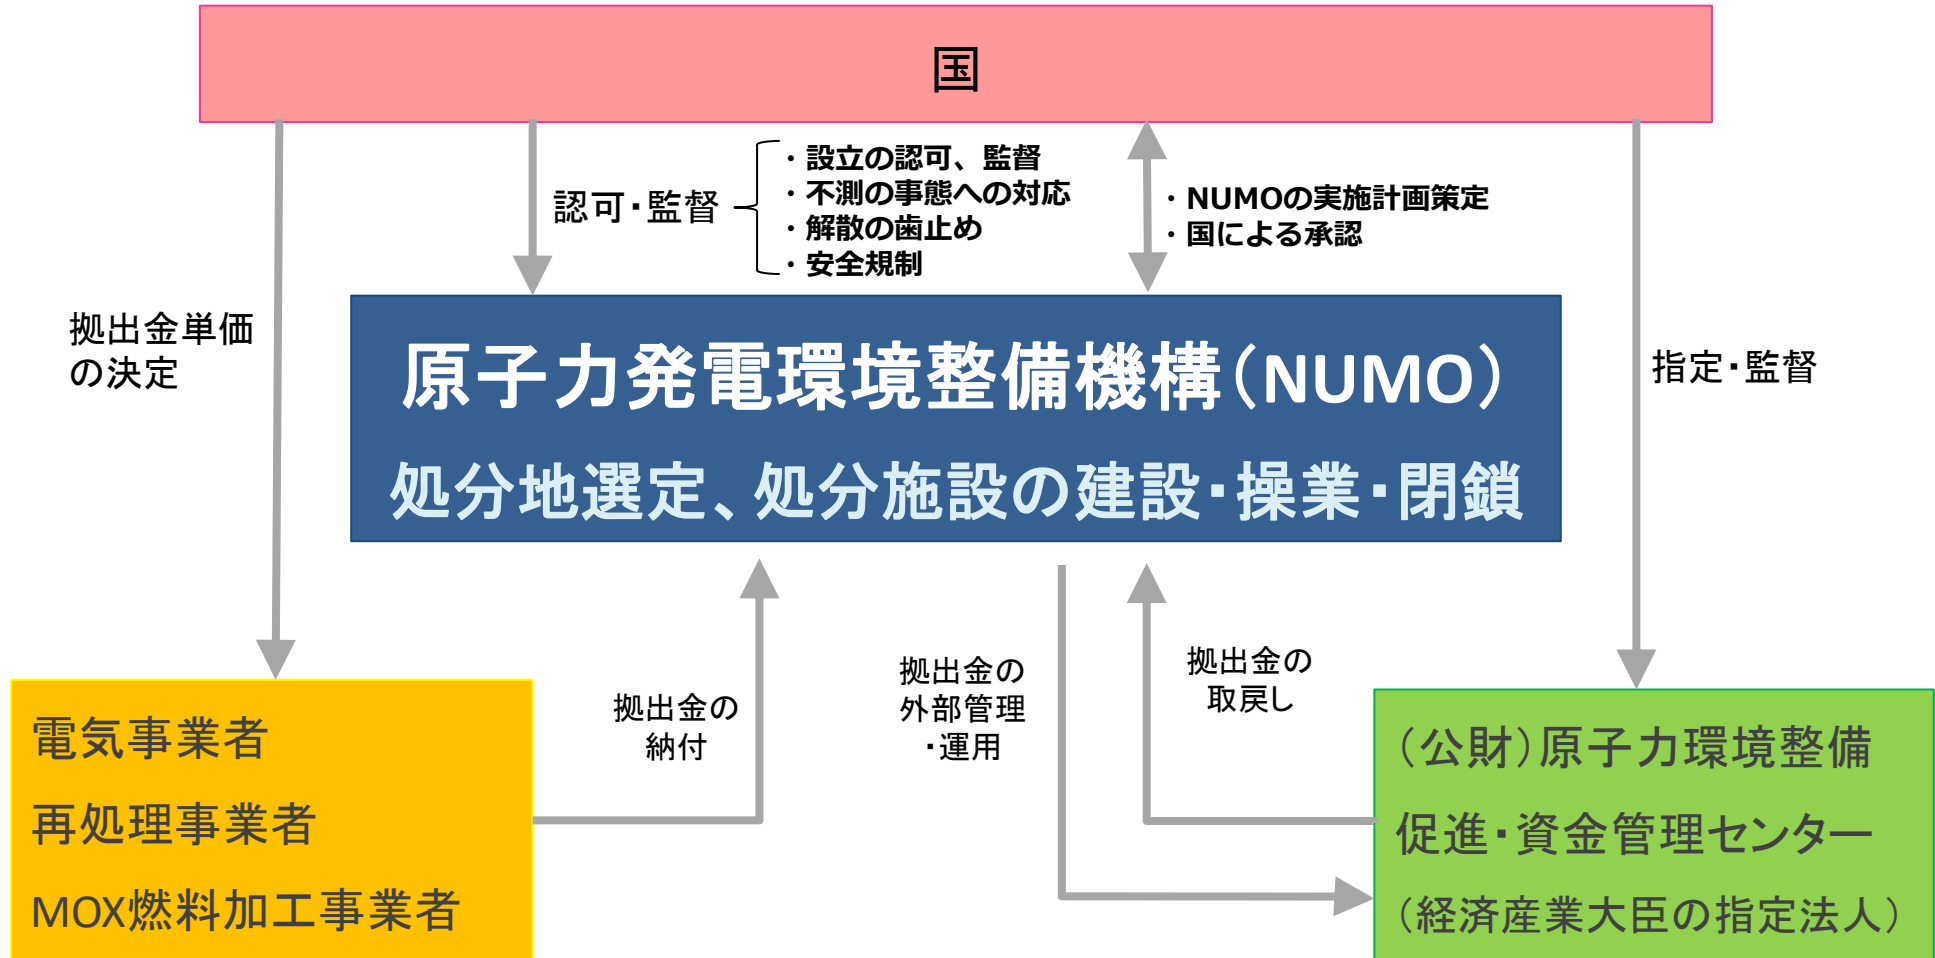 国
認可・監督
・設立の認可、監督
・不測の事態への対応
・解散の歯止め
・安全規制
・NUMOの実施計画策定
・国による承認
拠出金単価
の決定
指定・監督
原子力発電環境整備機構（NUMO）
処分地選定、処分施設の建設・操業・閉鎖
拠出金の
納付
拠出金の
外部管理
・運用
拠出金の
取戻し
電気事業者
再処理事業者
MOX燃料加工事業者
（公財）原子力環境整備
促進・資金管理センター
（経済産業大臣の指定法人）